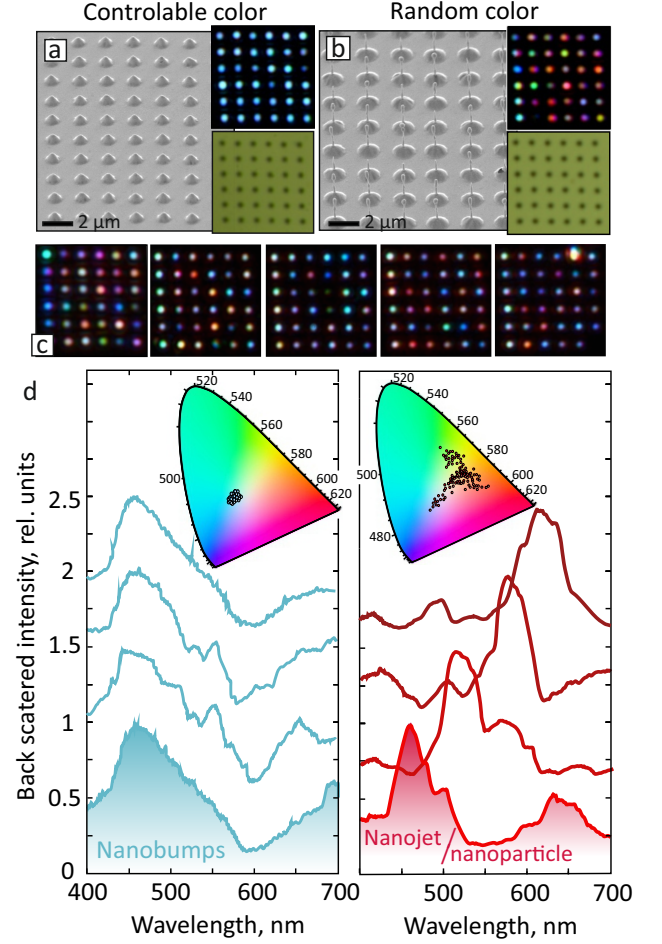 Controlable color
Random color
a
2 μm
b
2 μm
c
d
Back scatered intensity, rel. units
2.5
2
1.5
1
0.5
0
520
540
560
580
600
620
500
Nanobumps
400
500
600
700
Wavelength, nm
520
540
560
580
600
620
500
480
Nanojet
/nanoparticle
400
500
600
700
Wavelength, nm